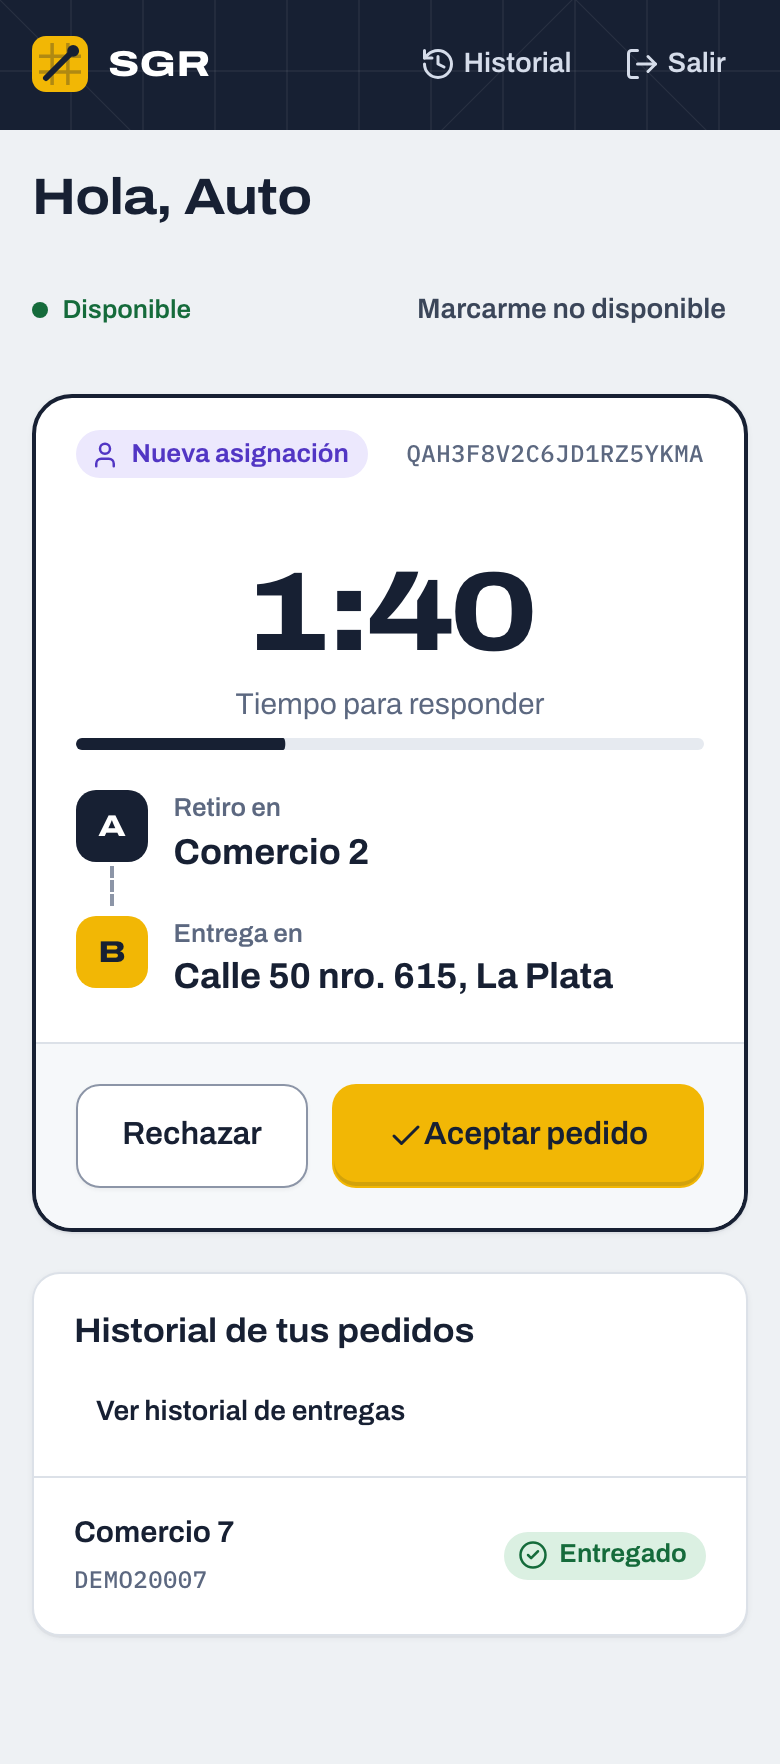 SGR
Historial
Salir
Hola, Auto
Disponible
Marcarme no disponible
Nueva asignación
QAH3F8V2C6JD1RZ5YKMA
1:40
Tiempo para responder
A
Retiro en
Comercio 2
B
Entrega en
Calle 50 nro. 615, La Plata
Rechazar
Aceptar pedido
Historial de tus pedidos
Ver historial de entregas
Comercio 7
Entregado
DEMO20007